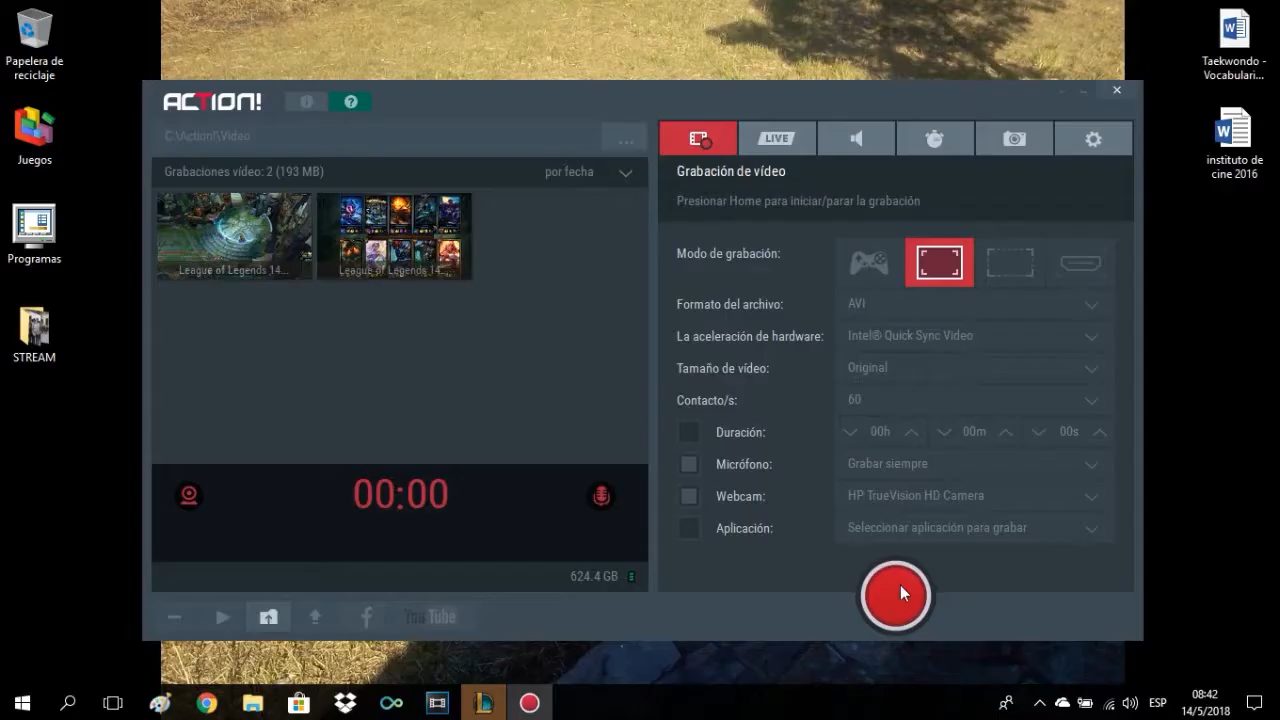 Papelera de
reciclaje
Juegos
Programas
STREAM
Taekwondo -
Vocabulari...
instituto de
cine 2016
ACTION!
C:\Action!\Video
...
Grabaciones vídeo: 2 (193 MB)
por fecha
League of Legends 14...
League of Legends 14...
00:00
624.4 GB
You Tube
LIVE
Grabación de vídeo
Presionar Home para iniciar/parar la grabación
Modo de grabación:
Formato del archivo:
AVI
La aceleración de hardware:
Intel® Quick Sync Video
Tamaño de vídeo:
Original
Contacto/s:
60
Duración:
00h
00m
00s
Micrófono:
Grabar siempre
Webcam:
HP TrueVision HD Camera
Aplicación:
Seleccionar aplicación para grabar
ESP
08:42
14/5/2018